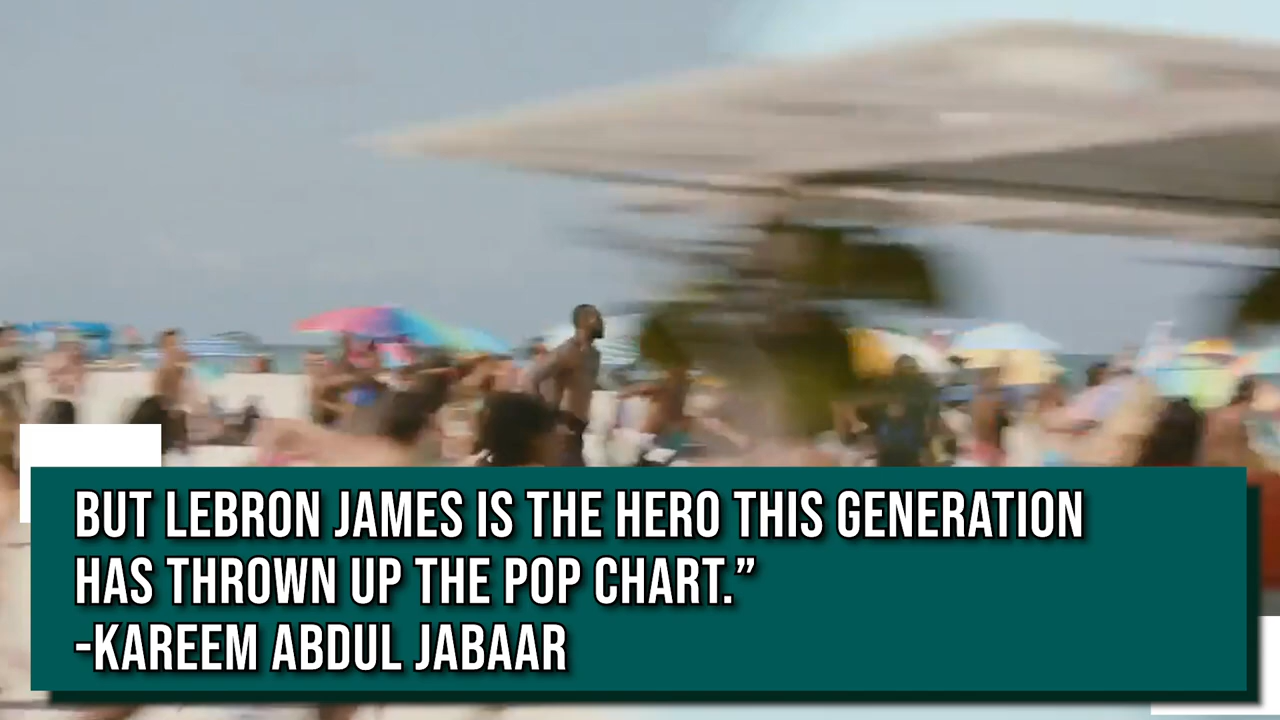 BUT LEBRON JAMES IS THE HERO THIS GENERATION
HAS THROWN UP THE POP CHART.”
-KAREEM ABDUL JABAAR